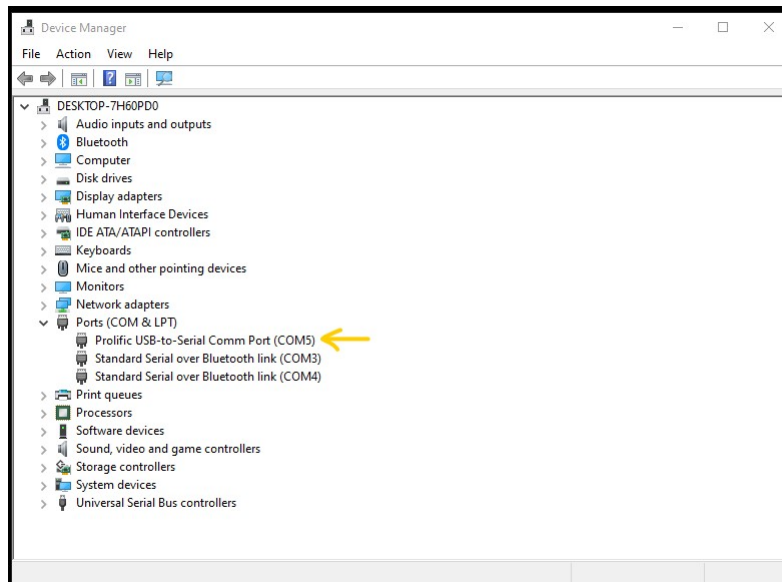 Device Manager
File Action View Help
DESKTOP-7H60PD0
Audio inputs and outputs
Bluetooth
Computer
Disk drives
Display adapters
Human Interface Devices
IDE ATA/ATAPI controllers
Keyboards
Mice and other pointing devices
Monitors
Network adapters
Ports (COM & LPT)
Prolific USB-to-Serial Comm Port (COM5)
Standard Serial over Bluetooth link (COM3)
Standard Serial over Bluetooth link (COM4)
Print queues
Processors
Software devices
Sound, video and game controllers
Storage controllers
System devices
Universal Serial Bus controllers